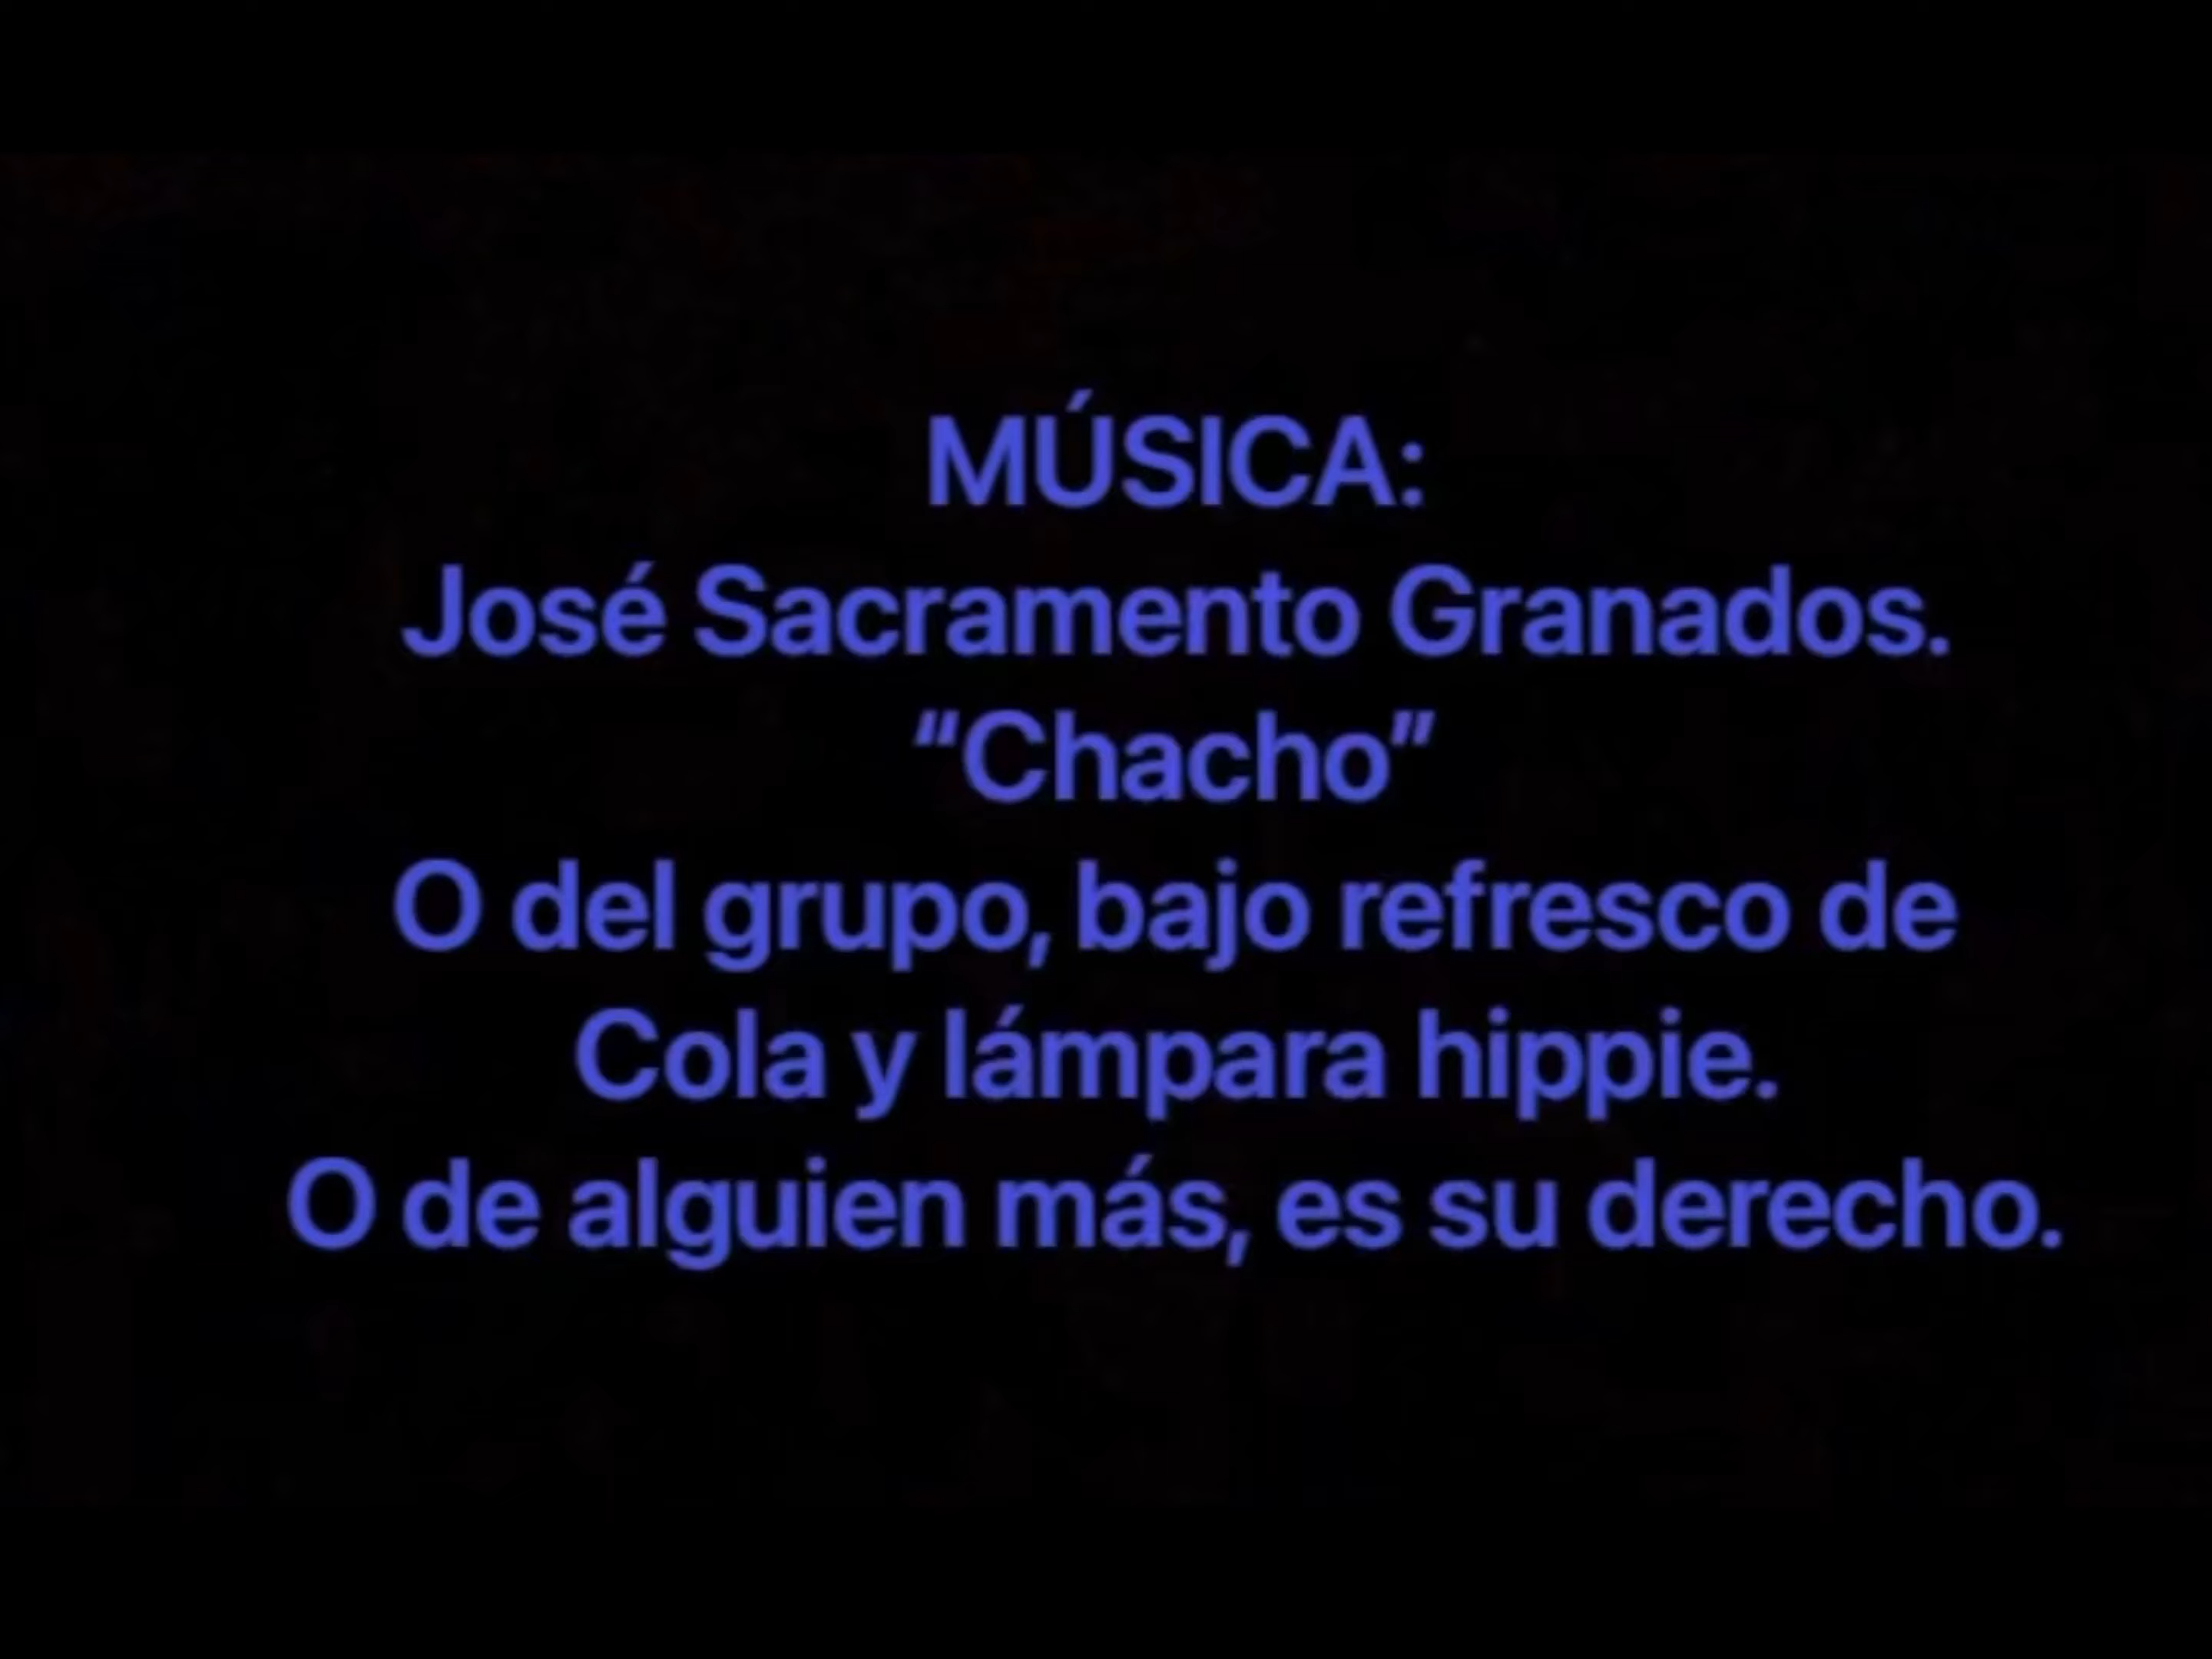 MÚSICA:
José Sacramento Granados.
“Chacho”
O del grupo, bajo refresco de
Cola y lámpara hippie.
O de alguien más, es su derecho.